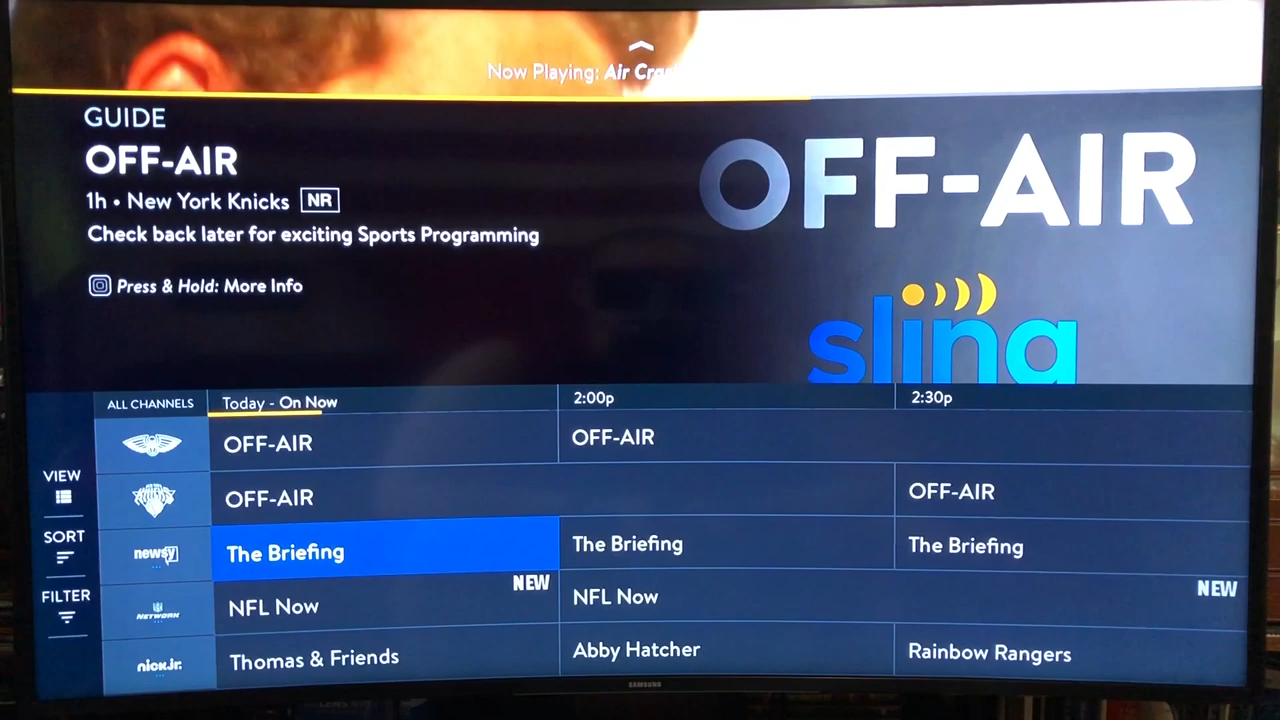 Now Playing: Air Cras
GUIDE
OFF-AIR
1h • New York Knicks NR
Check back later for exciting Sports Programming
Press & Hold: More Info
OFF-AIR
sling
ALL CHANNELS
Today - On Now
2:00p
2:30p
OFF-AIR
OFF-AIR
VIEW
OFF-AIR
OFF-AIR
SORT
newsy
The Briefing
The Briefing
The Briefing
FILTER
NFL
NETWORK
NFL Now
NEW
NFL Now
NEW
nick jr.
Thomas & Friends
Abby Hatcher
Rainbow Rangers
SAMSUNG